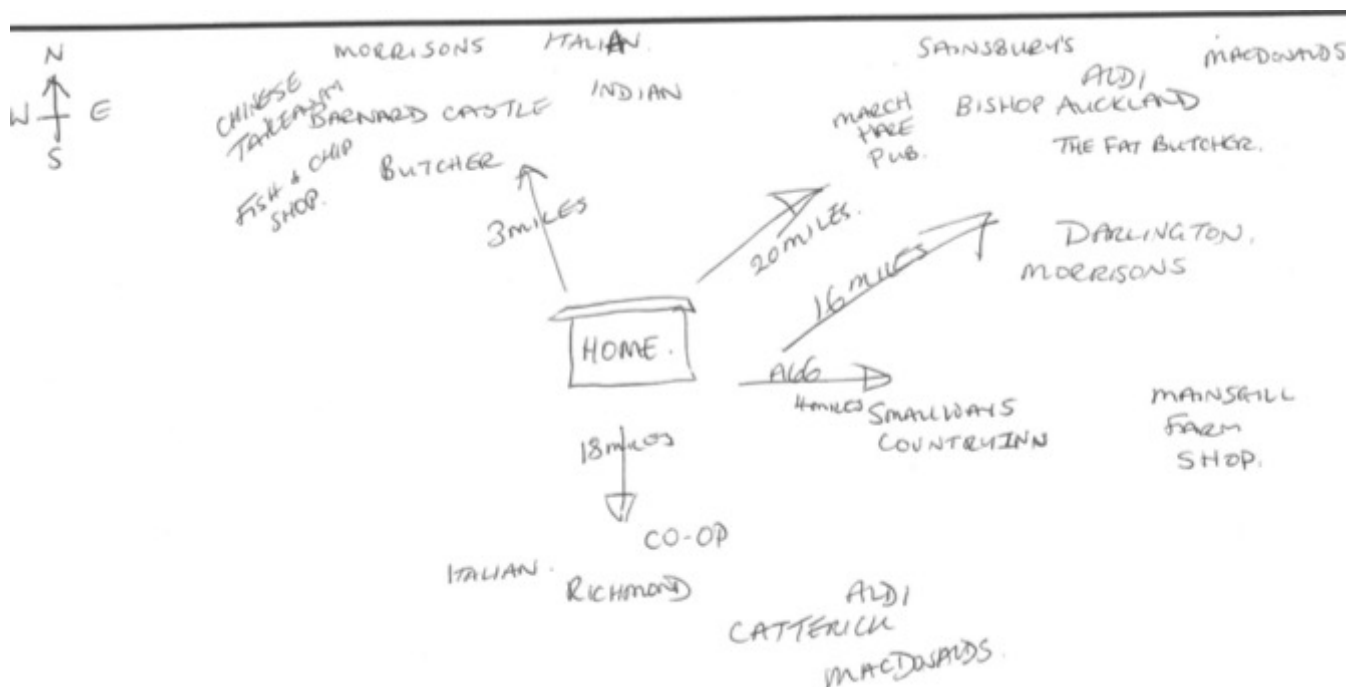 N
W E
S
MORRISONS
ITALIAN.
CHINESE
TAKEAWAY
BARNARD CASTLE
INDIAN
BUTCHER
FISH & CHIP
SHOP.
3 MILES
SAINSBURY'S
MACDONALDS
ALDI
BISHOP AUCKLAND
MARCH
HARE
PUB.
THE FAT BUTCHER.
20 MILES.
DARLINGTON.
MORRISONS
16 MILES
HOME.
A66
4 MILES
SMALLWAYS
COUNTRY INN
MAINSGILL
FARM
SHOP.
18 MILES
CO-OP
ITALIAN.
RICHMOND
ALDI
CATTERICK
MACDONALDS.